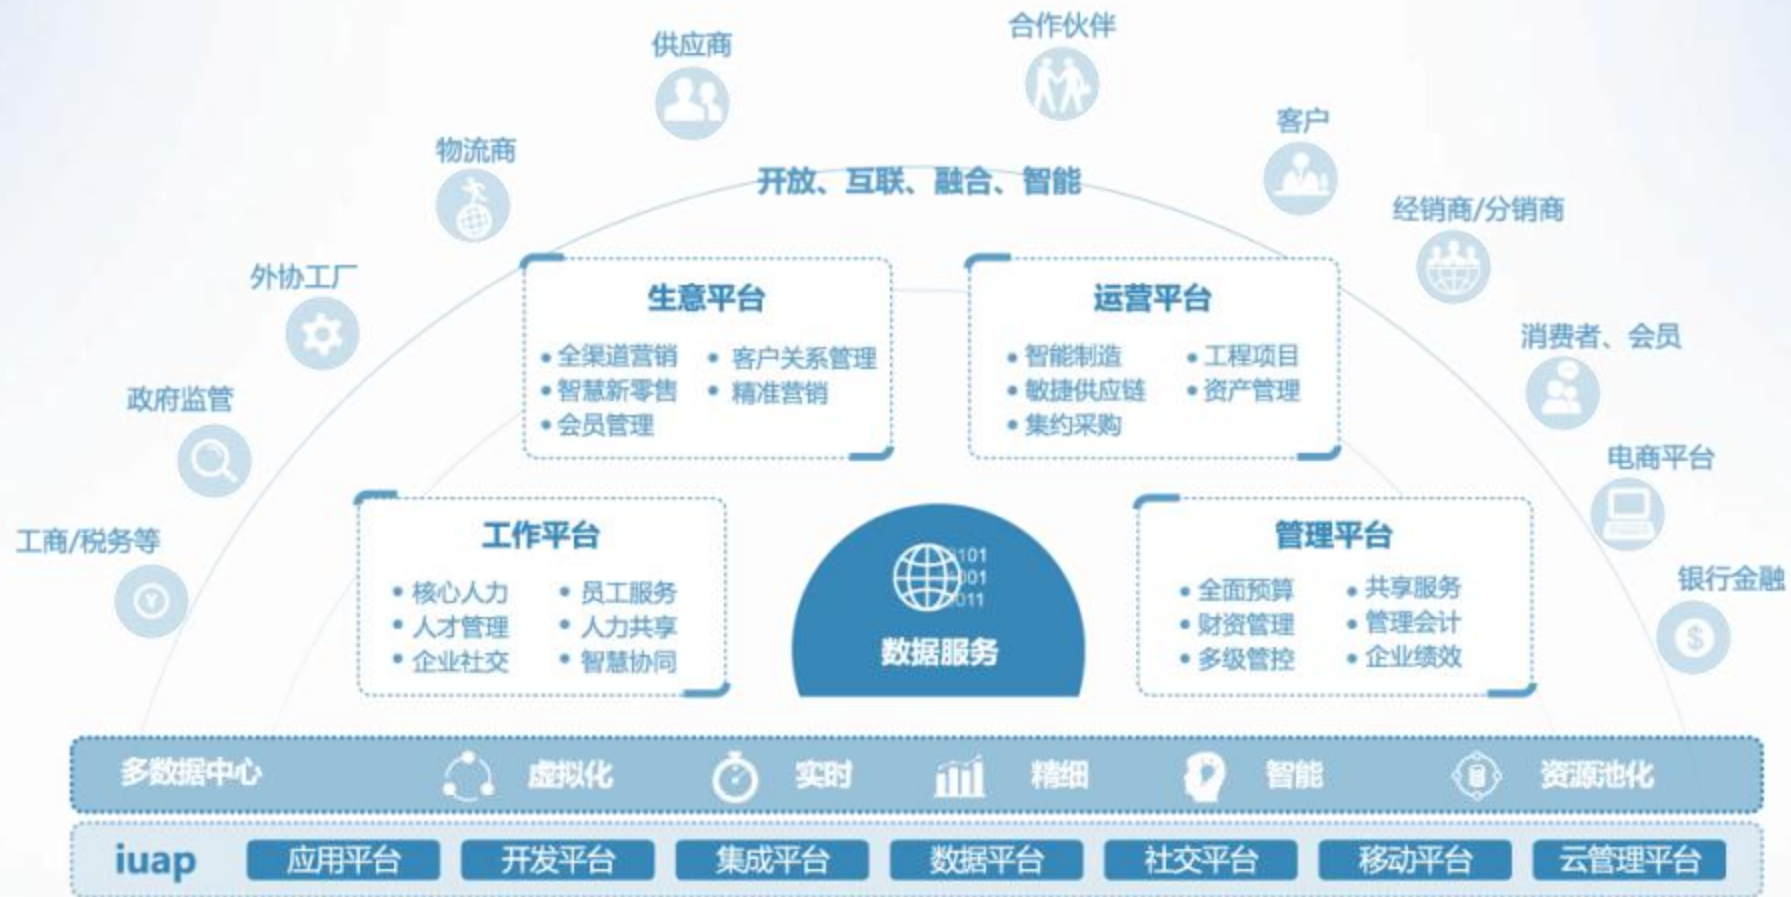 合作伙伴
供应商
客户
物流商
开放、互联、融合、智能
经销商/分销商
外协工厂
消费者、会员
政府监管
电商平台
工商/税务等
银行金融
生意平台
• 全渠道营销 • 客户关系管理
• 智慧新零售 • 精准营销
• 会员管理
运营平台
• 智能制造 • 工程项目
• 敏捷供应链 • 资产管理
• 集约采购
工作平台
• 核心人力 • 员工服务
• 人才管理 • 人力共享
• 企业社交 • 智慧协同
0101
1001
0011
数据服务
管理平台
• 全面预算 • 共享服务
• 财资管理 • 管理会计
• 多级管控 • 企业绩效
多数据中心 虚拟化 实时 精细 智能 资源池化
iuap 应用平台 开发平台 集成平台 数据平台 社交平台 移动平台 云管理平台